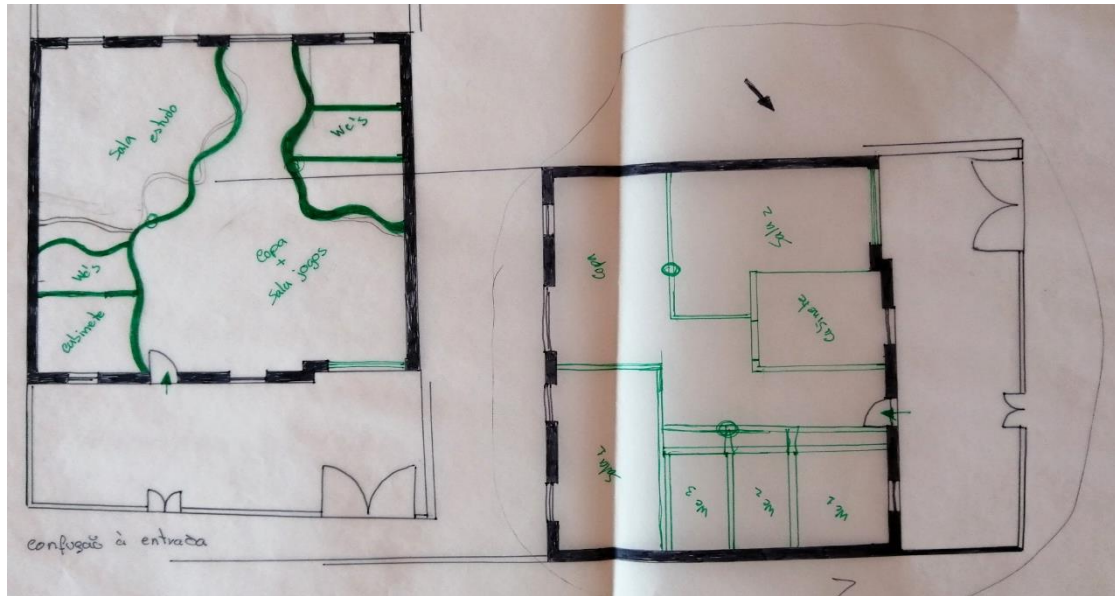 Sala
estudo
Wc's
Wc's
Gabinete
Copa
+
Sala jogos
confusão à entrada
Copa
Sala 2
Gabinete
Sala 1
WC 3
WC 2
WC 1